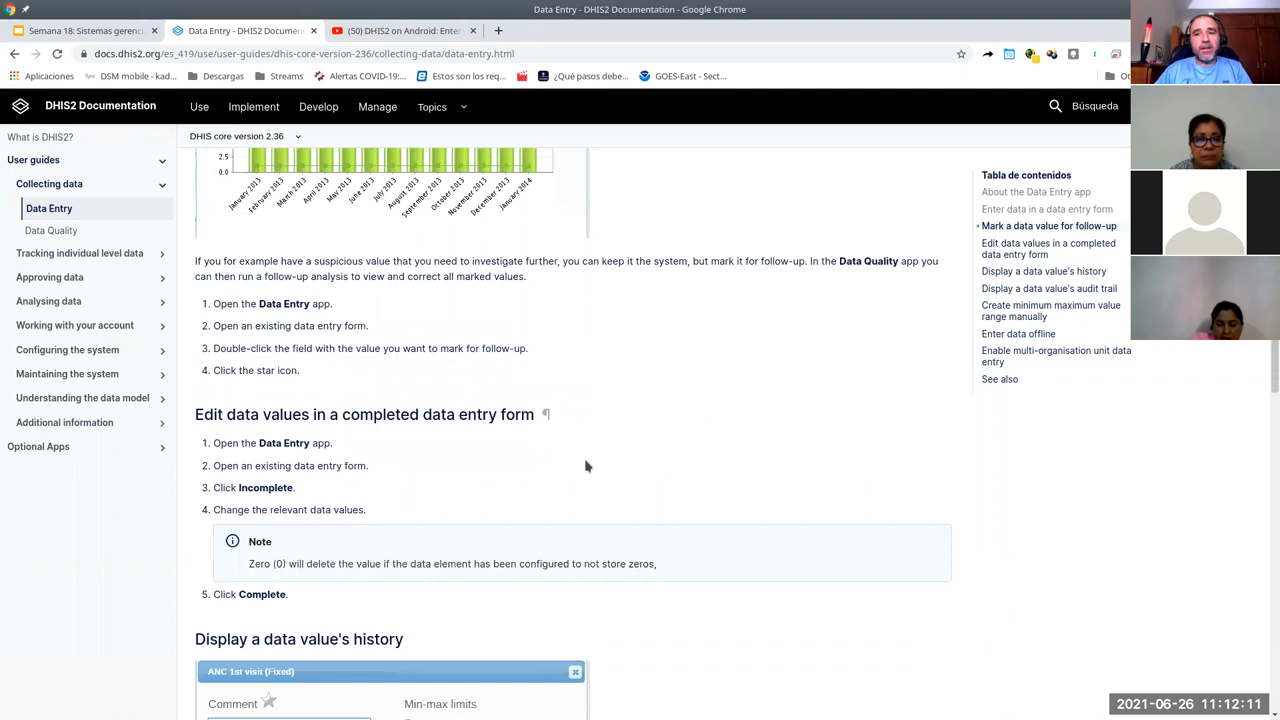 Data Entry - DHIS2 Documentation - Google Chrome
Semana 18: Sistemas gerenci
Data Entry - DHIS2 Documentat
(50) DHIS2 on Android: Enter
docs.dhis2.org/es_419/use/user-guides/dhis-core-version-236/collecting-data/data-entry.html
Aplicaciones
DSM mobile - kad...
Descargas
Streams
Alertas COVID-19:...
Estos son los req...
¿Qué pasos debe...
GOES-East - Sect...
DHIS2 Documentation
Use
Implement
Develop
Manage
Topics
Búsqueda
What is DHIS2?
User guides
Collecting data
Data Entry
Data Quality
Tracking individual level data
Approving data
Analysing data
Working with your account
Configuring the system
Maintaining the system
Understanding the data model
Additional information
Optional Apps
DHIS core version 2.36
2.5
0.0
January 2013
February 2013
March 2013
April 2013
May 2013
June 2013
July 2013
August 2013
September 2013
October 2013
November 2013
December 2013
January 2014
If you for example have a suspicious value that you need to investigate further, you can keep it the system, but mark it for follow-up. In the Data Quality app you
can then run a follow-up analysis to view and correct all marked values.
1. Open the Data Entry app.
2. Open an existing data entry form.
3. Double-click the field with the value you want to mark for follow-up.
4. Click the star icon.
Edit data values in a completed data entry form ¶
1. Open the Data Entry app.
2. Open an existing data entry form.
3. Click Incomplete.
4. Change the relevant data values.
Note
Zero (0) will delete the value if the data element has been configured to not store zeros,
5. Click Complete.
Display a data value's history
ANC 1st visit (Fixed)
Comment
Min-max limits
Tabla de contenidos
About the Data Entry app
Enter data in a data entry form
Mark a data value for follow-up
Edit data values in a completed
data entry form
Display a data value's history
Display a data value's audit trail
Create minimum maximum value
range manually
Enter data offline
Enable multi-organisation unit data
entry
See also
2021-06-26 11:12:11